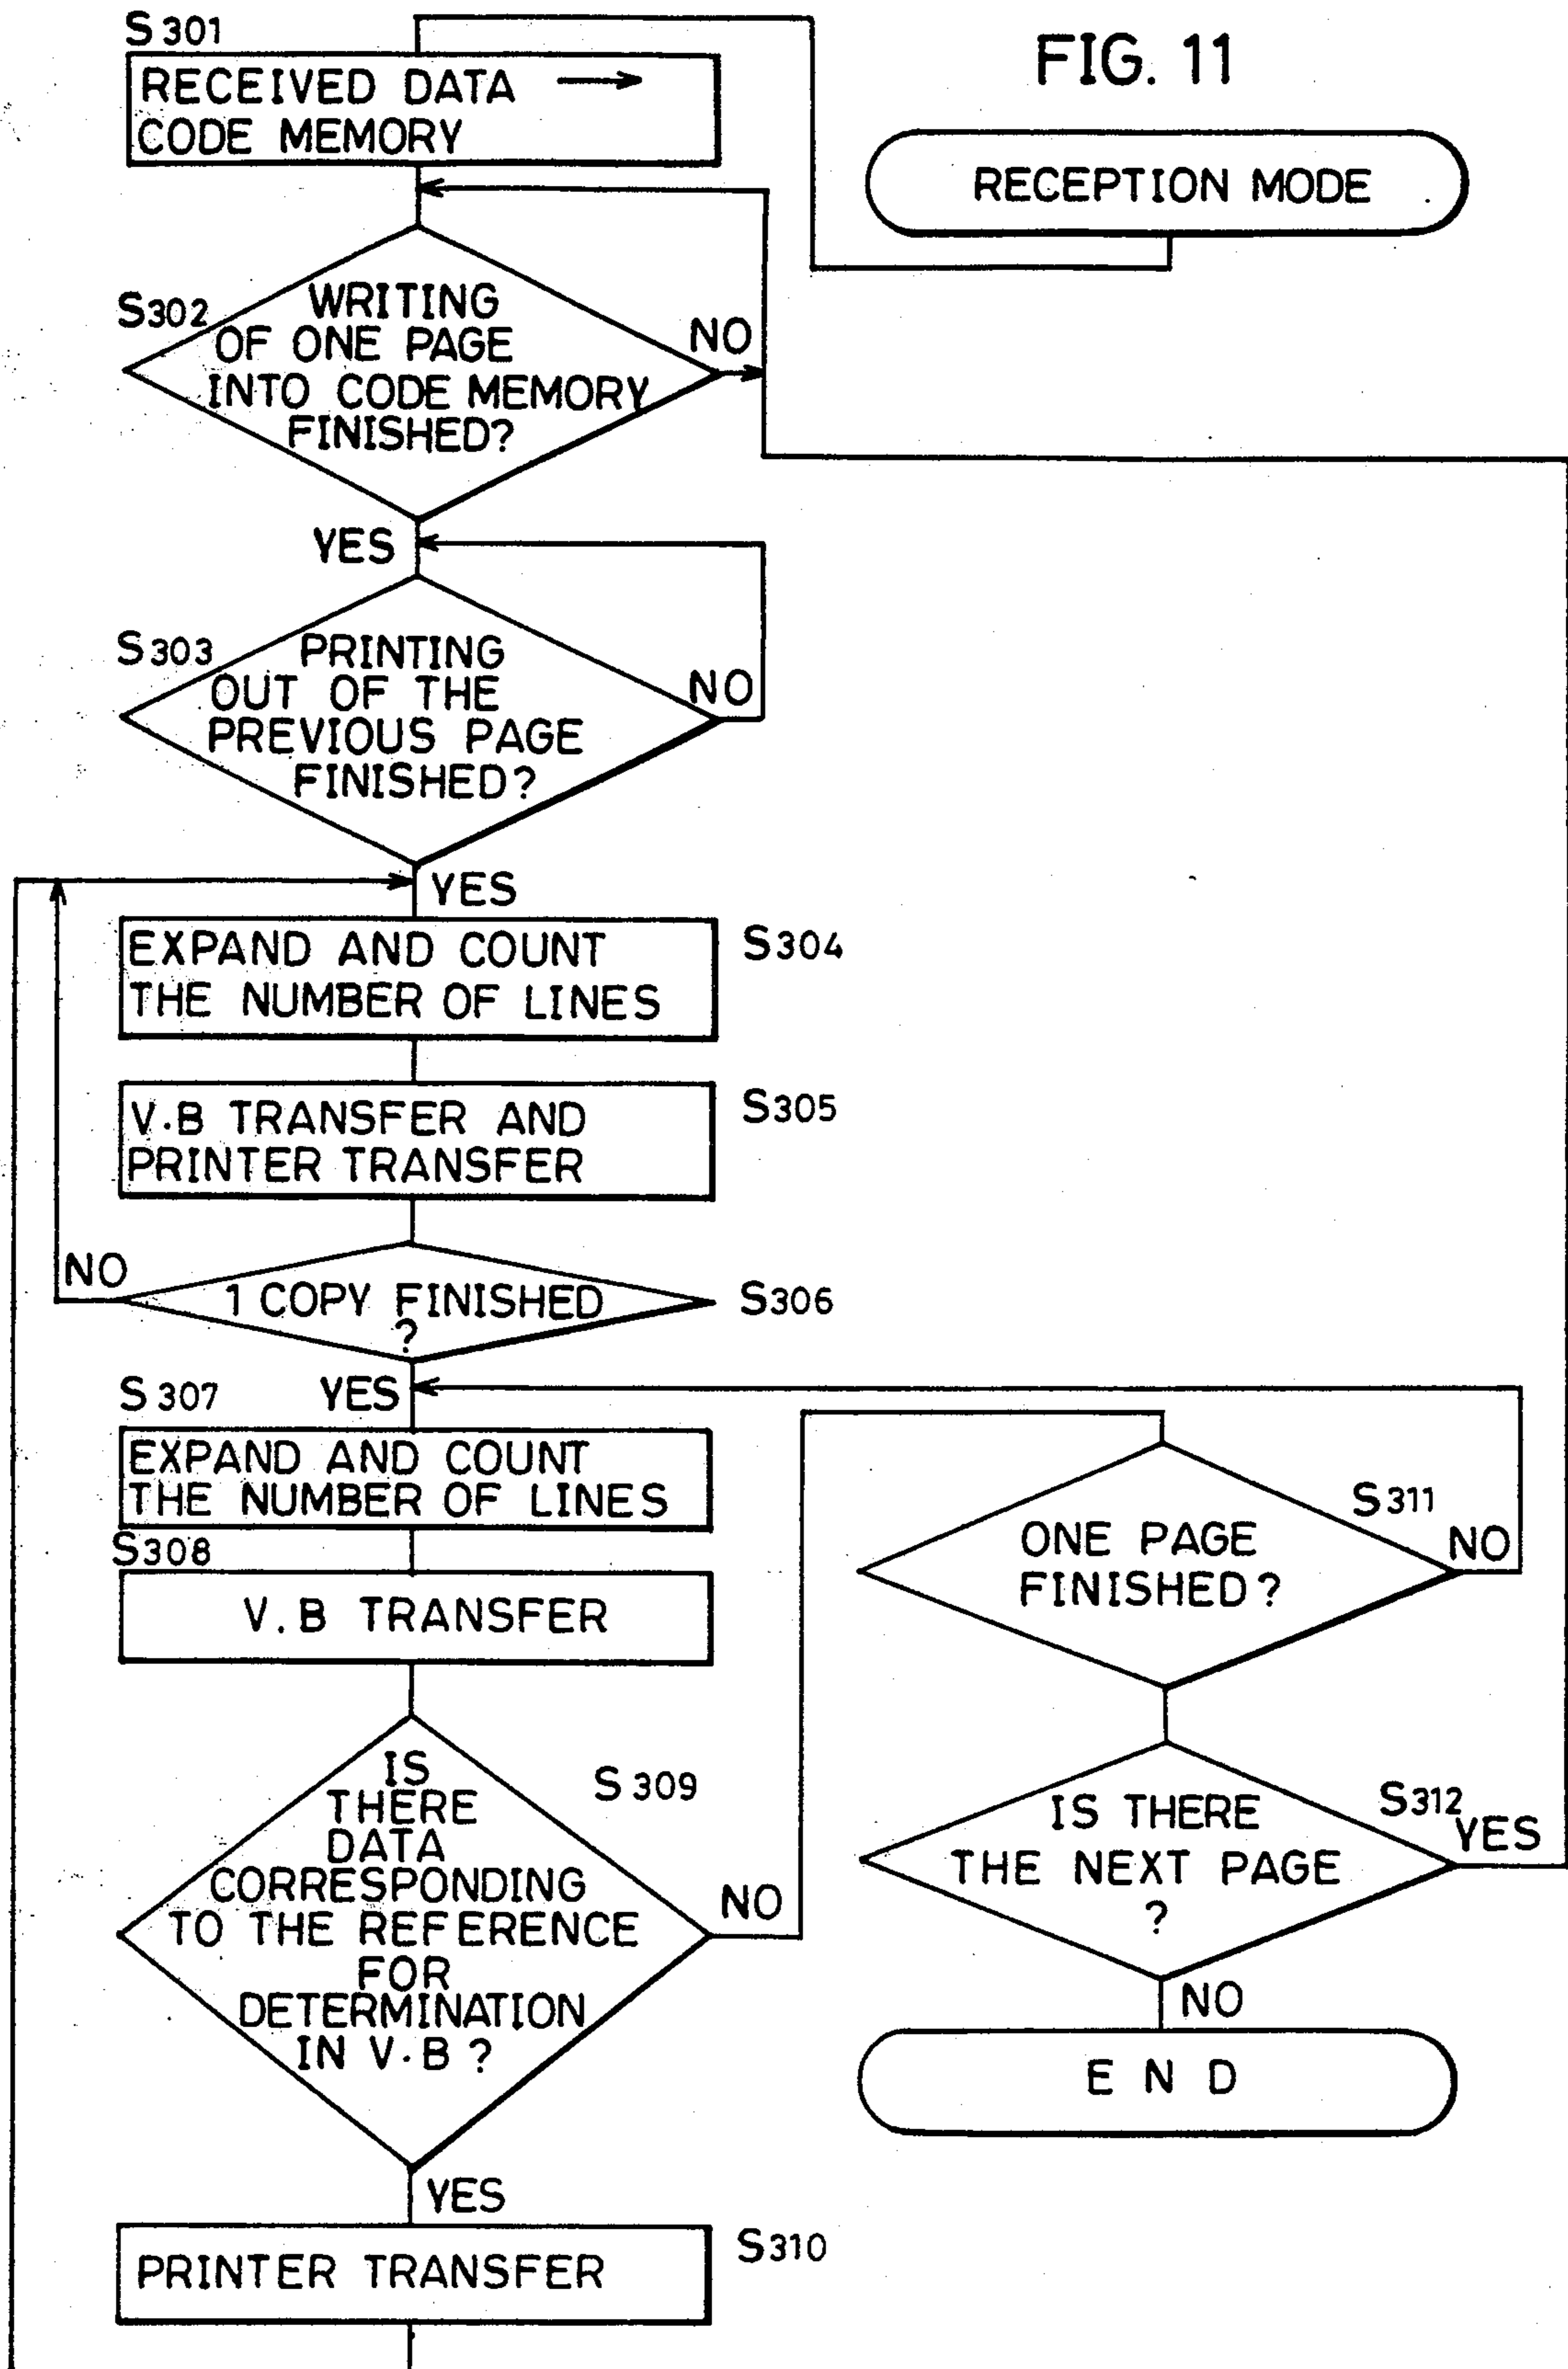 FIG. 11
RECEPTION MODE
S301
RECEIVED DATA →
CODE MEMORY
S302
WRITING
OF ONE PAGE
INTO CODE MEMORY
FINISHED?
NO
YES
S303
PRINTING
OUT OF THE
PREVIOUS PAGE
FINISHED?
NO
YES
EXPAND AND COUNT
THE NUMBER OF LINES
S304
V.B TRANSFER AND
PRINTER TRANSFER
S305
NO
1 COPY FINISHED
?
S306
S307
YES
EXPAND AND COUNT
THE NUMBER OF LINES
S308
V.B TRANSFER
IS
THERE
DATA
CORRESPONDING
TO THE REFERENCE
FOR
DETERMINATION
IN V.B ?
S309
NO
YES
PRINTER TRANSFER
S310
S311
ONE PAGE
FINISHED?
NO
S312
IS THERE
THE NEXT PAGE
?
YES
NO
END